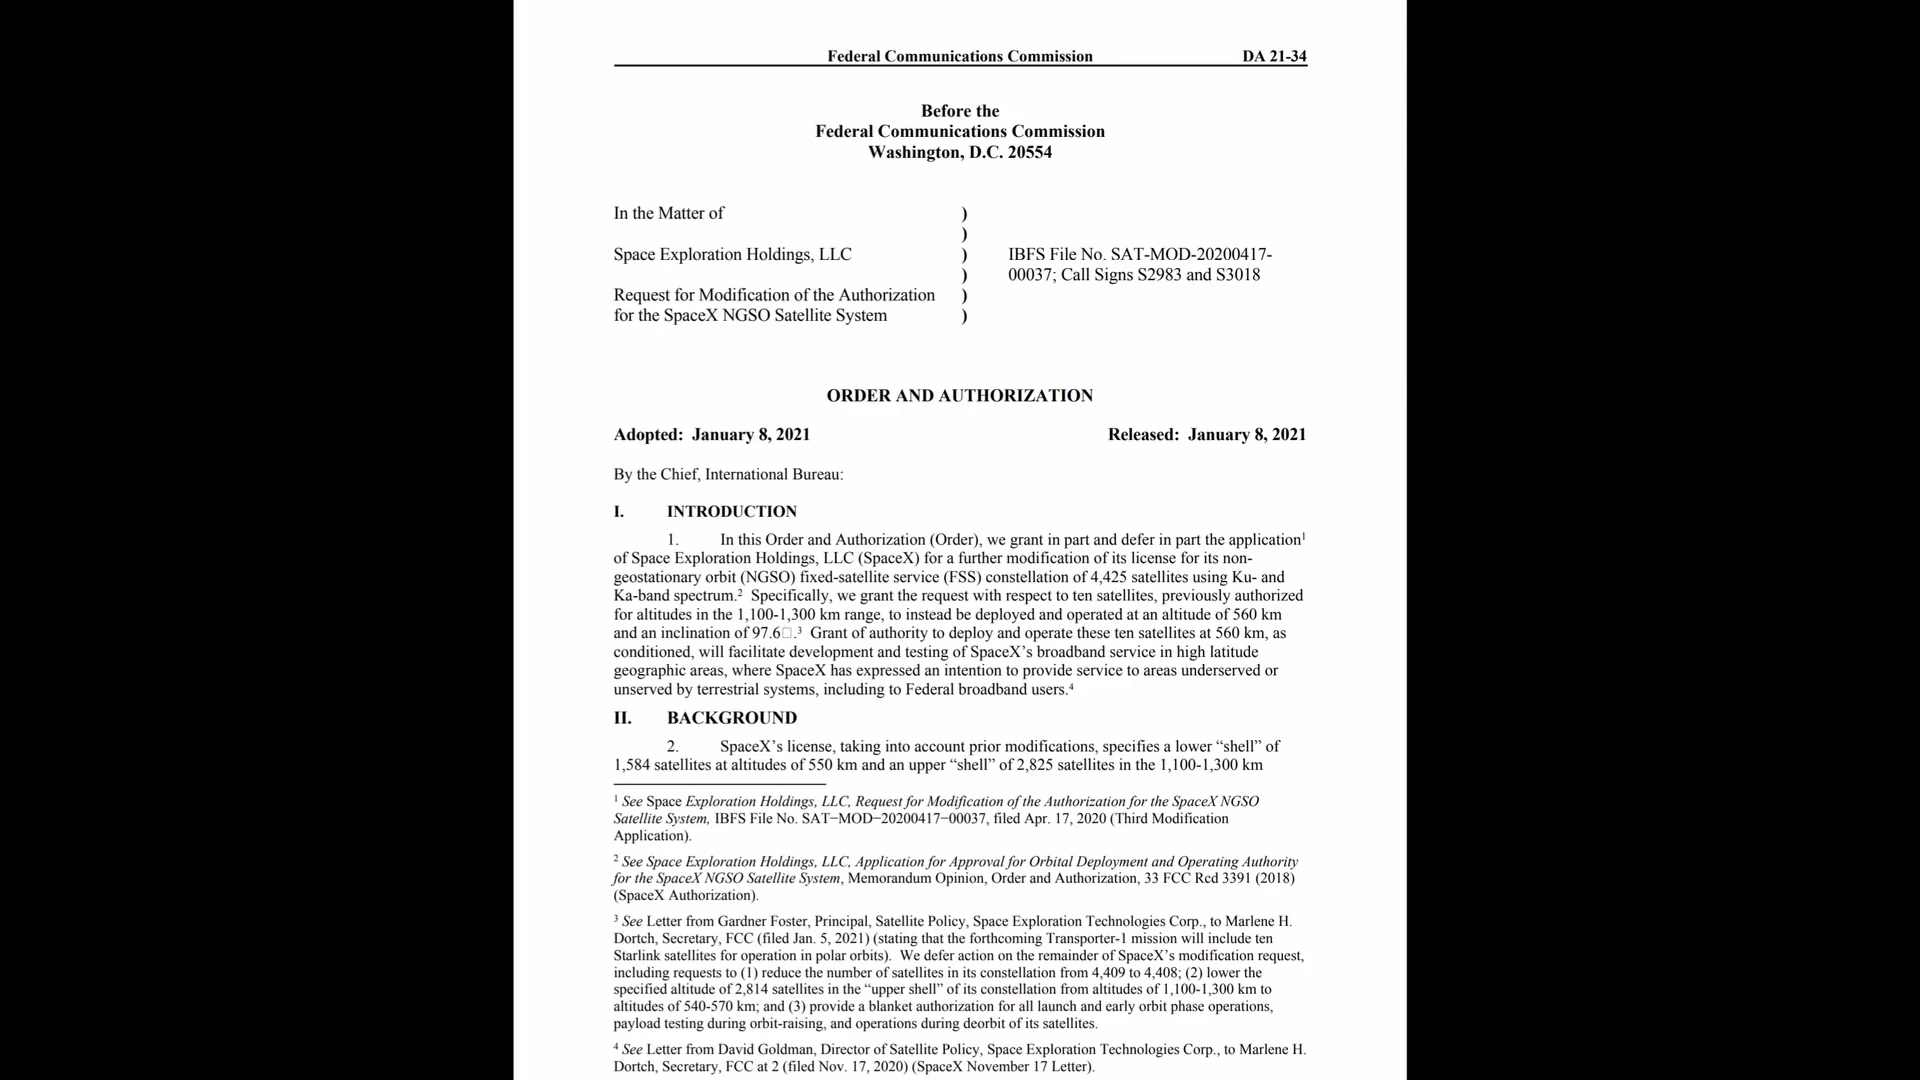 Federal Communications Commission DA 21-34
Before the
Federal Communications Commission
Washington, D.C. 20554
In the Matter of )
)
Space Exploration Holdings, LLC ) IBFS File No. SAT-MOD-20200417-
) 00037; Call Signs S2983 and S3018
Request for Modification of the Authorization )
for the SpaceX NGSO Satellite System )
ORDER AND AUTHORIZATION
Adopted: January 8, 2021 Released: January 8, 2021
By the Chief, International Bureau:
I. INTRODUCTION
1. In this Order and Authorization (Order), we grant in part and defer in part the application1
of Space Exploration Holdings, LLC (SpaceX) for a further modification of its license for its non-
geostationary orbit (NGSO) fixed-satellite service (FSS) constellation of 4,425 satellites using Ku- and
Ka-band spectrum.2 Specifically, we grant the request with respect to ten satellites, previously authorized
for altitudes in the 1,100-1,300 km range, to instead be deployed and operated at an altitude of 560 km
and an inclination of 97.6□.3 Grant of authority to deploy and operate these ten satellites at 560 km, as
conditioned, will facilitate development and testing of SpaceX’s broadband service in high latitude
geographic areas, where SpaceX has expressed an intention to provide service to areas underserved or
unserved by terrestrial systems, including to Federal broadband users.4
II. BACKGROUND
2. SpaceX’s license, taking into account prior modifications, specifies a lower “shell” of
1,584 satellites at altitudes of 550 km and an upper “shell” of 2,825 satellites in the 1,100-1,300 km
1 See Space Exploration Holdings, LLC, Request for Modification of the Authorization for the SpaceX NGSO
Satellite System, IBFS File No. SAT−MOD−20200417−00037, filed Apr. 17, 2020 (Third Modification
Application).
2 See Space Exploration Holdings, LLC, Application for Approval for Orbital Deployment and Operating Authority
for the SpaceX NGSO Satellite System, Memorandum Opinion, Order and Authorization, 33 FCC Rcd 3391 (2018)
(SpaceX Authorization).
3 See Letter from Gardner Foster, Principal, Satellite Policy, Space Exploration Technologies Corp., to Marlene H.
Dortch, Secretary, FCC (filed Jan. 5, 2021) (stating that the forthcoming Transporter-1 mission will include ten
Starlink satellites for operation in polar orbits). We defer action on the remainder of SpaceX’s modification request,
including requests to (1) reduce the number of satellites in its constellation from 4,409 to 4,408; (2) lower the
specified altitude of 2,814 satellites in the “upper shell” of its constellation from altitudes of 1,100-1,300 km to
altitudes of 540-570 km; and (3) provide a blanket authorization for all launch and early orbit phase operations,
payload testing during orbit-raising, and operations during deorbit of its satellites.
4 See Letter from David Goldman, Director of Satellite Policy, Space Exploration Technologies Corp., to Marlene H.
Dortch, Secretary, FCC at 2 (filed Nov. 17, 2020) (SpaceX November 17 Letter).